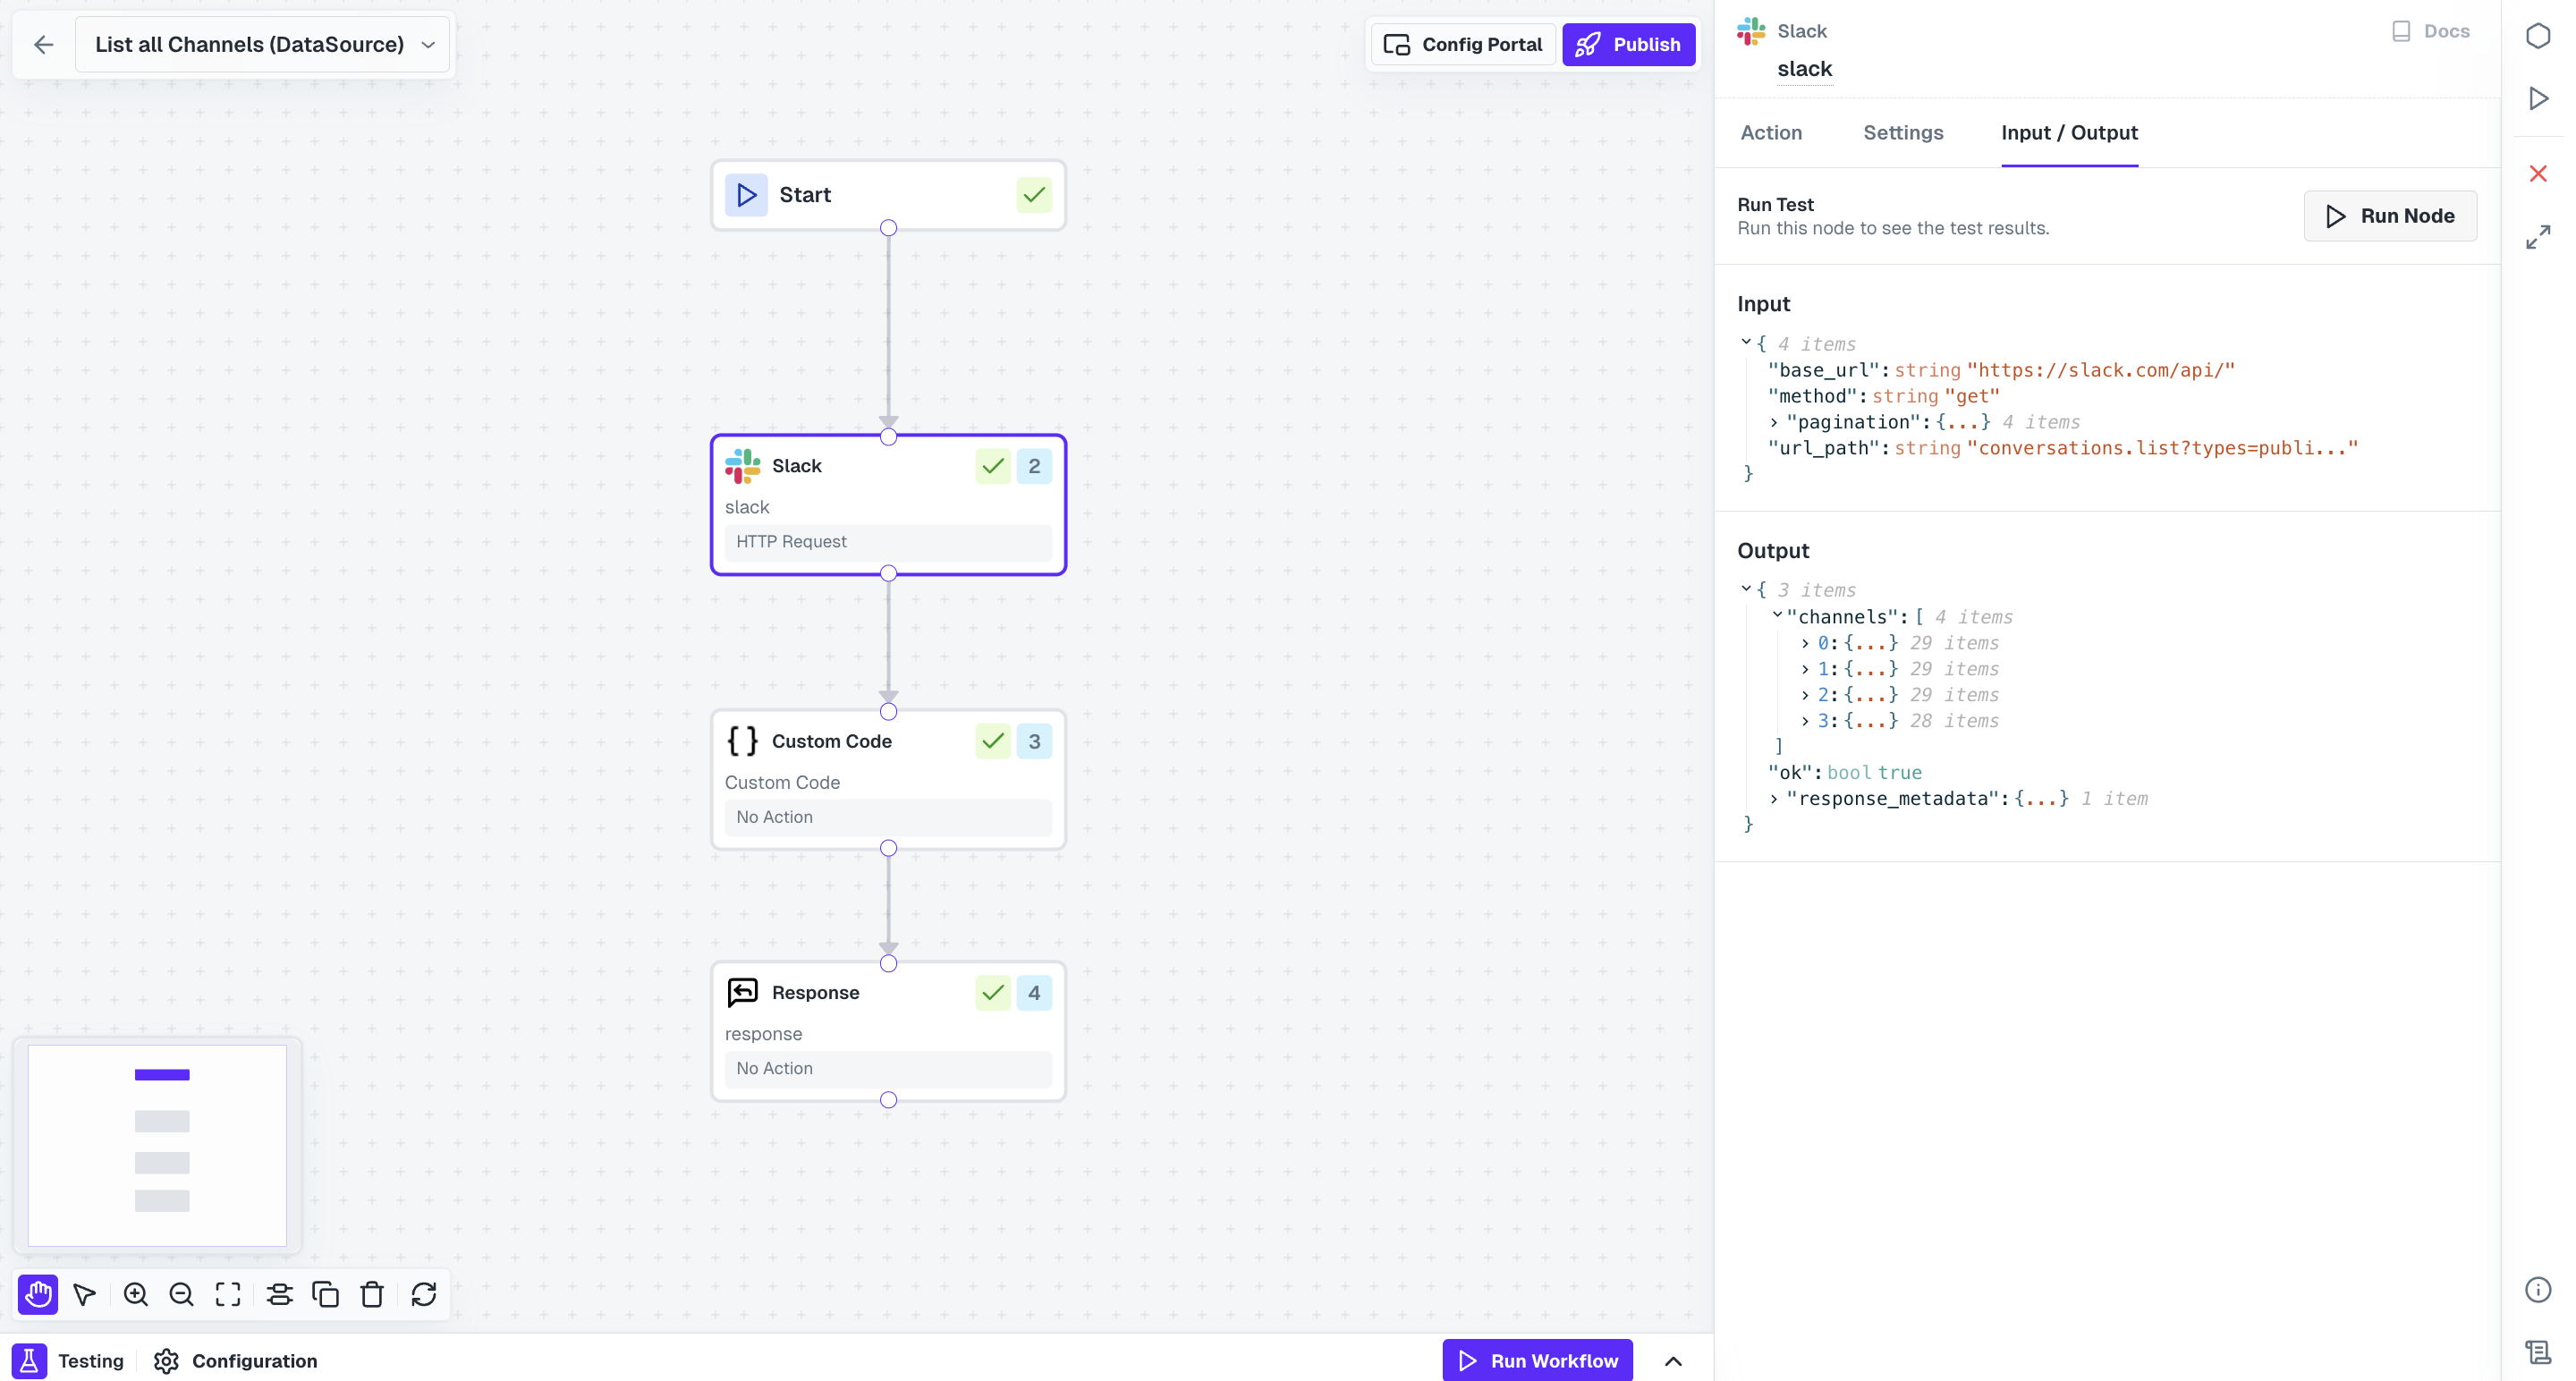 List all Channels (DataSource)
Config Portal
Publish
Start
Slack
2
slack
HTTP Request
Custom Code
3
Custom Code
No Action
Response
4
response
No Action
Testing
Configuration
Run Workflow
Slack
Docs
slack
Action
Settings
Input / Output
Run Test
Run this node to see the test results.
Run Node
Input
{ 4 items
"base_url": string "https://slack.com/api/"
"method": string "get"
"pagination": {...} 4 items
"url_path": string "conversations.list?types=publi..."
}
Output
{ 3 items
"channels": [ 4 items
0: {...} 29 items
1: {...} 29 items
2: {...} 29 items
3: {...} 28 items
]
"ok": bool true
"response_metadata": {...} 1 item
}